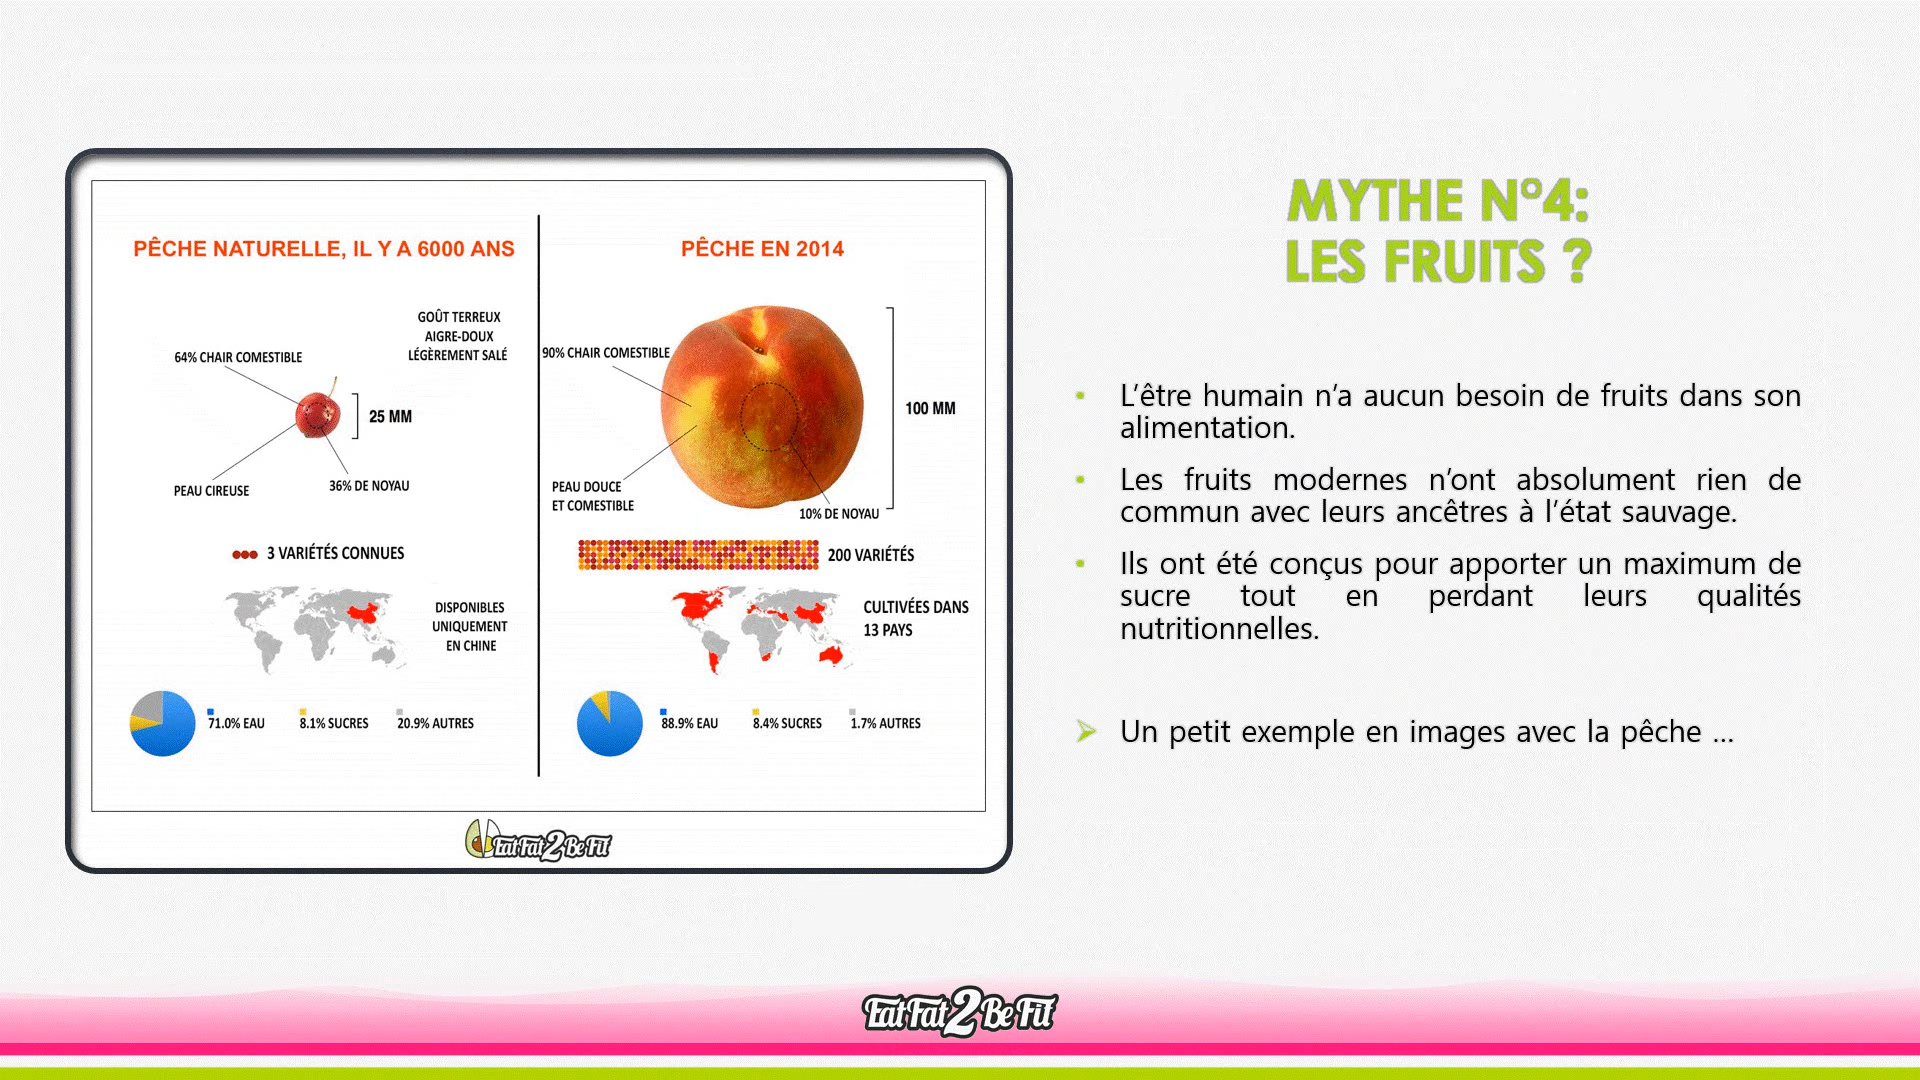 PÊCHE NATURELLE, IL Y A 6000 ANS
GOÛT TERREUX
AIGRE-DOUX
LÉGÈREMENT SALÉ
64% CHAIR COMESTIBLE
25 MM
PEAU CIREUSE
36% DE NOYAU
3 VARIÉTÉS CONNUES
DISPONIBLES
UNIQUEMENT
EN CHINE
71.0% EAU
8.1% SUCRES
20.9% AUTRES
PÊCHE EN 2014
90% CHAIR COMESTIBLE
100 MM
PEAU DOUCE
ET COMESTIBLE
10% DE NOYAU
200 VARIÉTÉS
CULTIVÉES DANS
13 PAYS
88.9% EAU
8.4% SUCRES
1.7% AUTRES
EatFat2BeFit
MYTHE N°4:
LES FRUITS ?
• L’être humain n’a aucun besoin de fruits dans son
alimentation.
• Les fruits modernes n’ont absolument rien de
commun avec leurs ancêtres à l’état sauvage.
• Ils ont été conçus pour apporter un maximum de
sucre tout en perdant leurs qualités
nutritionnelles.
➢ Un petit exemple en images avec la pêche ...
EatFat2BeFit